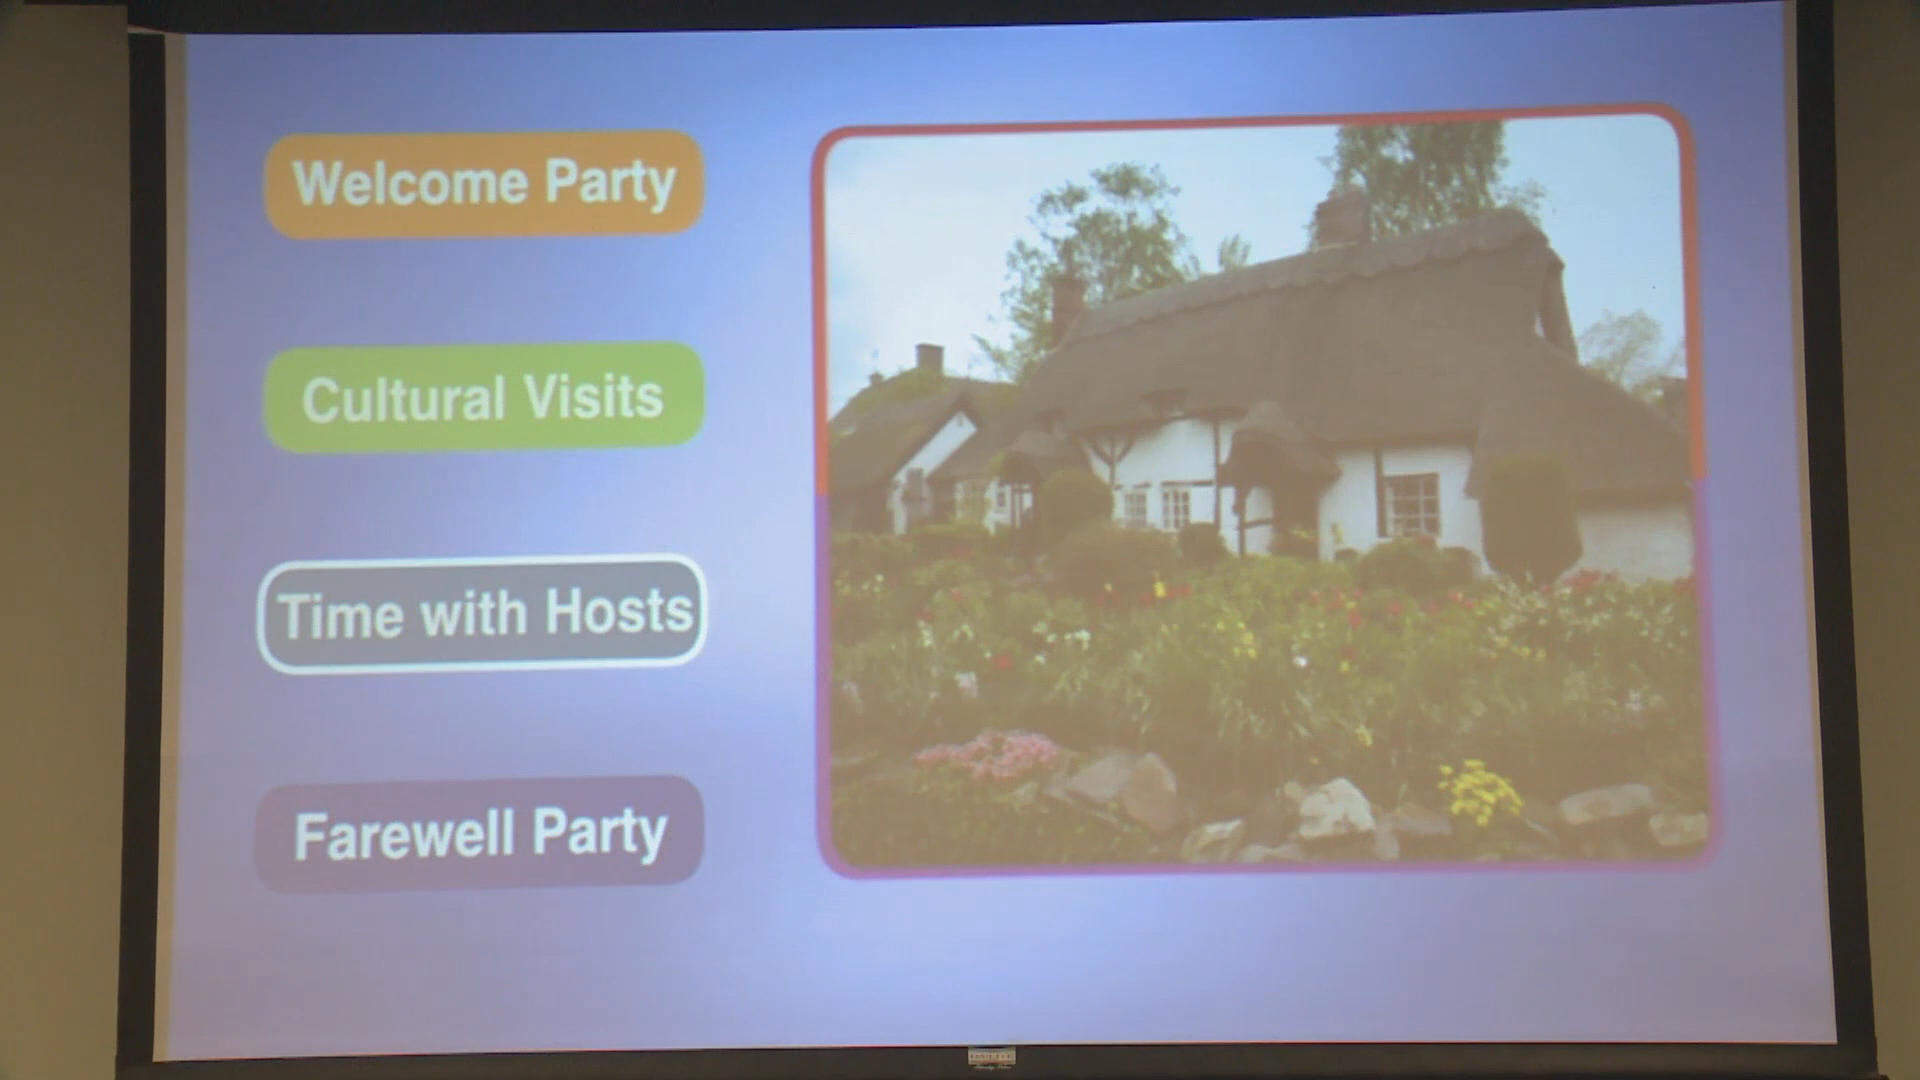 Welcome Party
Cultural Visits
Time with Hosts
Farewell Party